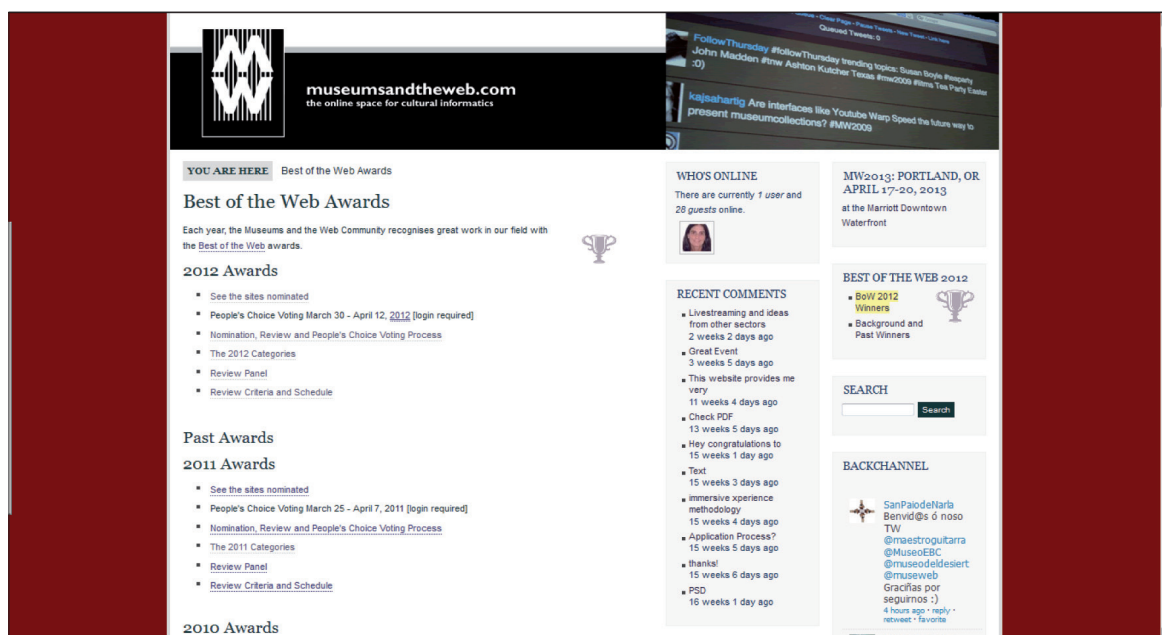 museumsandtheweb.com
the online space for cultural informatics
Clear Page - Pause Tweets - New Tweet - Link here
Queued Tweets: 0
FollowThursday #followThursday trending topics: Susan Boyle #asparty
John Madden #tnw Ashton Kutcher Texas #mw2009 Tea Party Easter
:0)
kajsahartig Are interfaces like Youtube Warp Speed the future way to
present museumcollections? #MW2009
YOU ARE HERE Best of the Web Awards
Best of the Web Awards
Each year, the Museums and the Web Community recognises great work in our field with
the Best of the Web awards.
2012 Awards
See the sites nominated
People's Choice Voting March 30 - April 12, 2012 [login required]
Nomination, Review and People's Choice Voting Process
The 2012 Categories
Review Panel
Review Criteria and Schedule
Past Awards
2011 Awards
See the sites nominated
People's Choice Voting March 25 - April 7, 2011 [login required]
Nomination, Review and People's Choice Voting Process
The 2011 Categories
Review Panel
Review Criteria and Schedule
2010 Awards
WHO'S ONLINE
There are currently 1 user and
28 guests online.
RECENT COMMENTS
Livestreaming and ideas
from other sectors
2 weeks 2 days ago
Great Event
3 weeks 5 days ago
This website provides me
very
11 weeks 4 days ago
Check PDF
13 weeks 5 days ago
Hey congratulations to
15 weeks 1 day ago
Text
15 weeks 3 days ago
immersive xperience
methodology
15 weeks 4 days ago
Application Process?
15 weeks 5 days ago
thanks!
15 weeks 6 days ago
PSD
16 weeks 1 day ago
MW2013: PORTLAND, OR
APRIL 17-20, 2013
at the Marriott Downtown
Waterfront
BEST OF THE WEB 2012
BoW 2012
Winners
Background and
Past Winners
SEARCH
Search
BACKCHANNEL
SanPaiodeNarla
Benvid@s ó noso
TW
@maestroguitarra
@MuseoEBC
@museodeldesiert
@museweb
Graciñas por
seguirnos :)
4 hours ago · reply ·
retweet · favorite